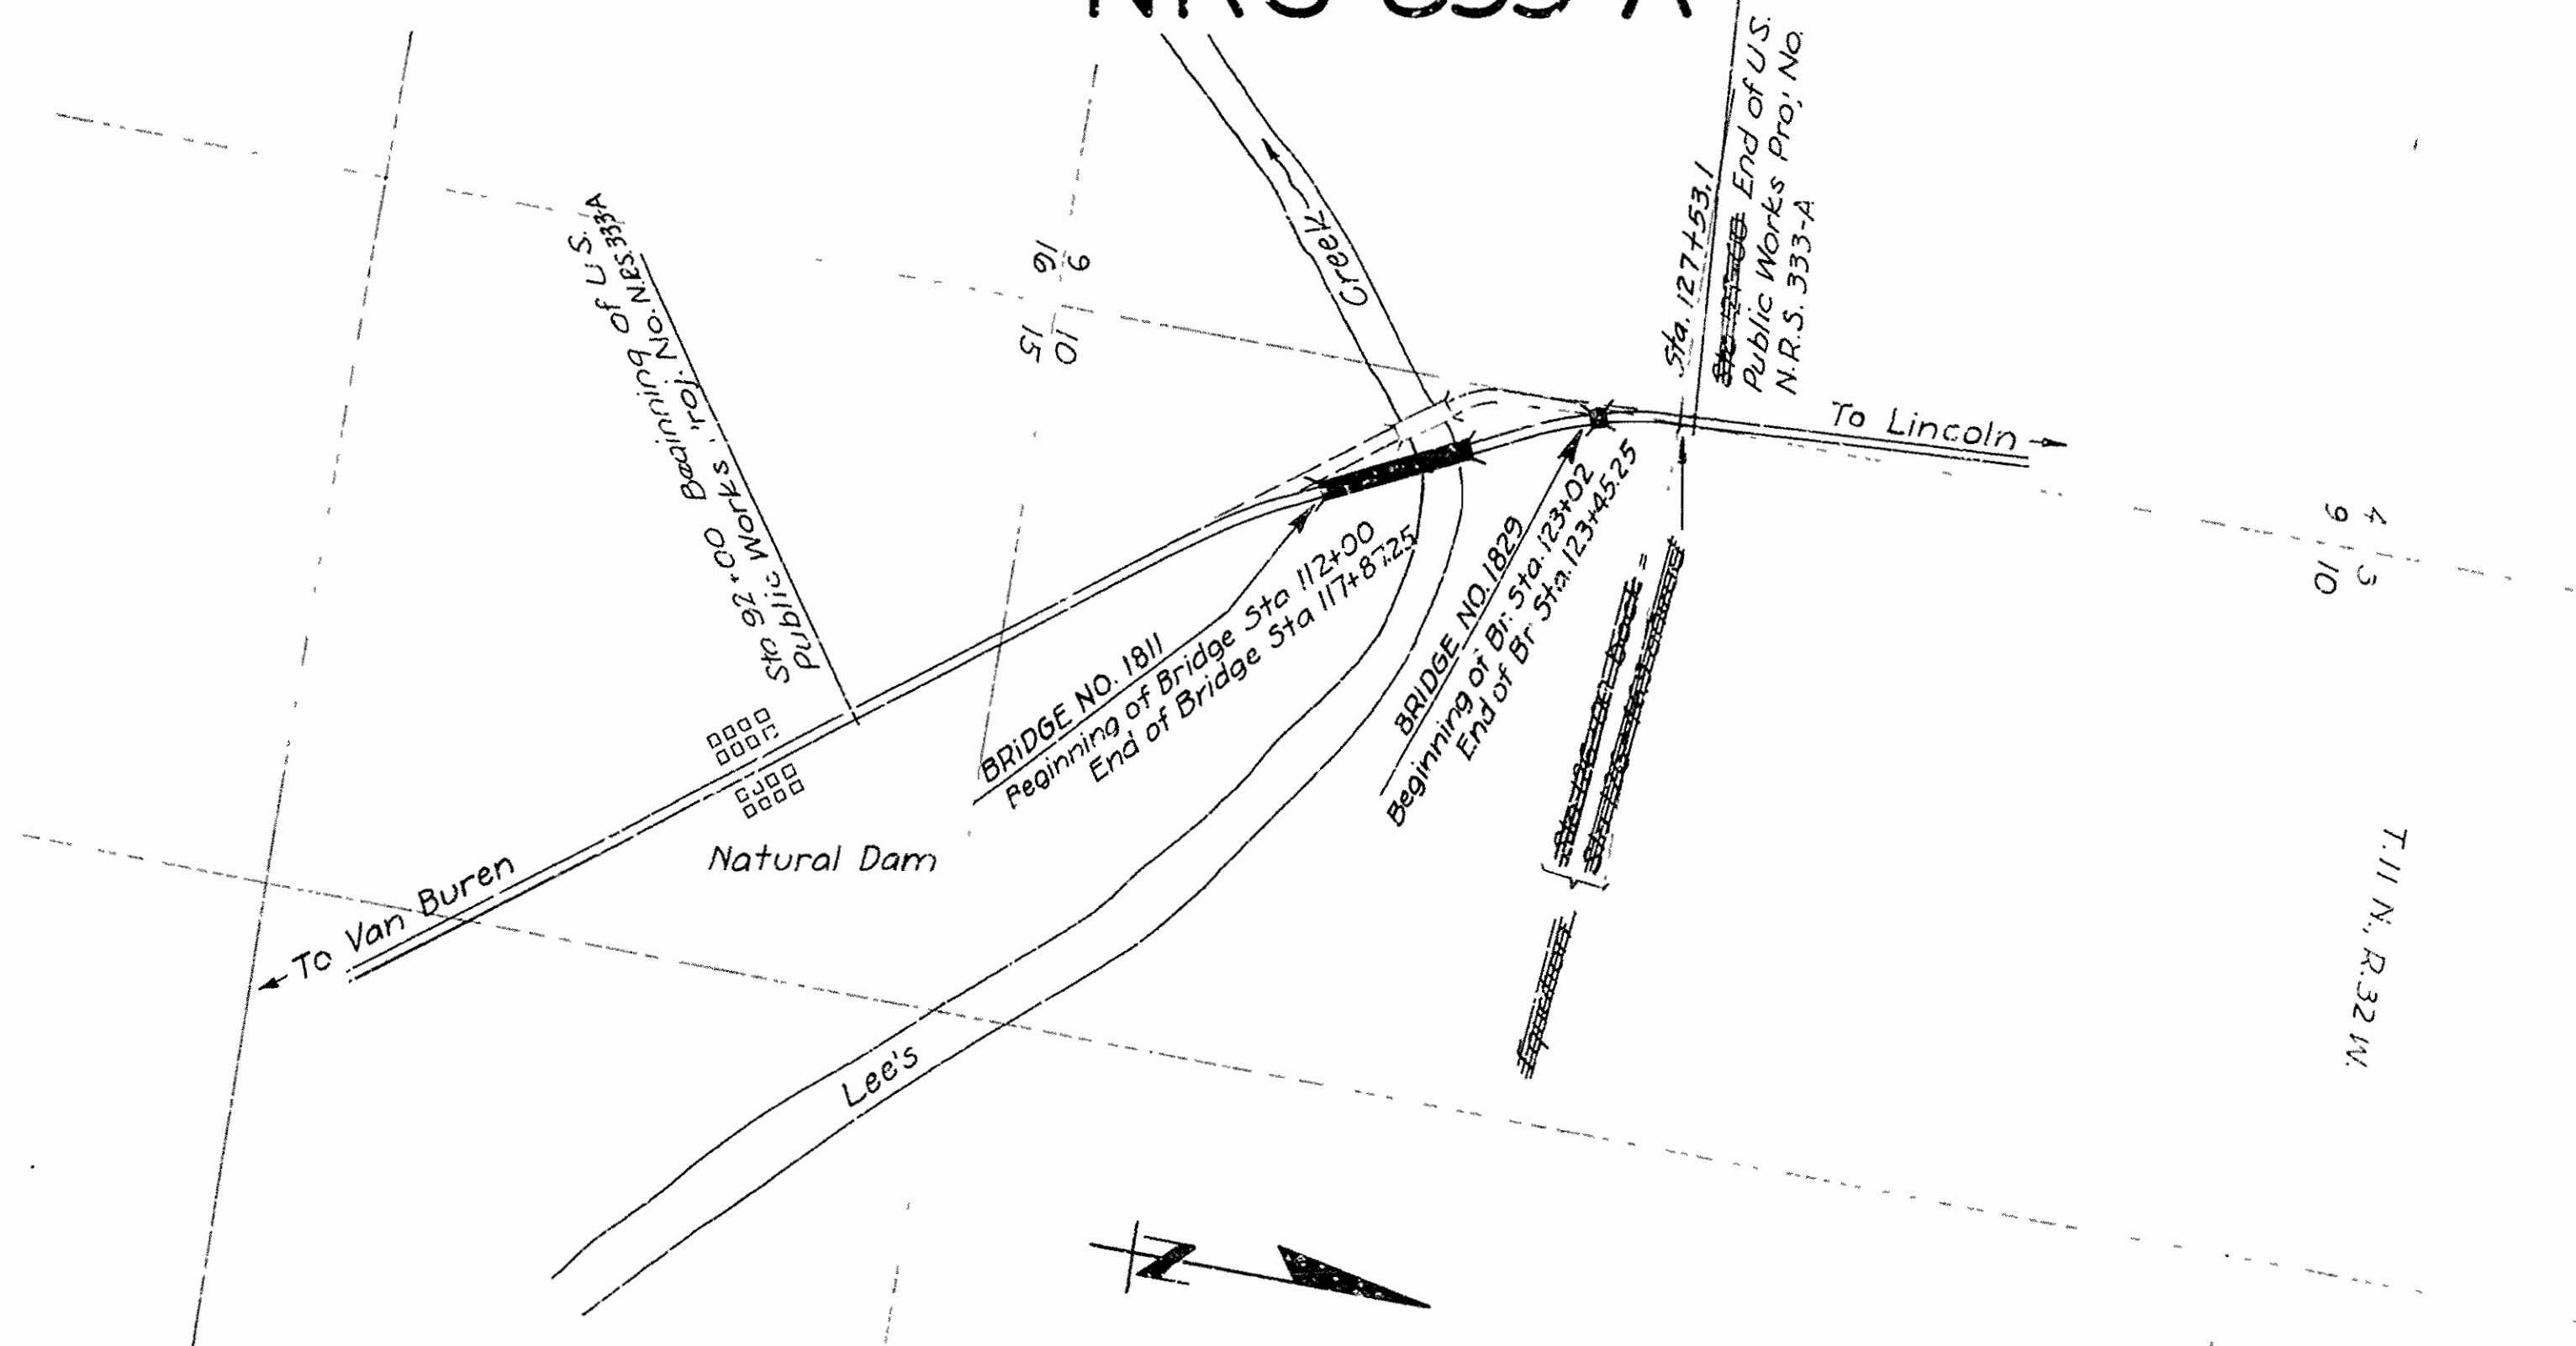 Sta 92+00 Beginning of U.S.
Public Works Proj. No. N.R.S. 333-A
16 9
15 10
Creek
Sta. 127+53.1
End of U.S.
Public Works Proj. No.
N.R.S. 333-A
To Lincoln
BRIDGE NO. 1811
Beginning of Bridge Sta 112+00
End of Bridge Sta 117+87.25
BRIDGE NO. 1829
Beginning of Br. Sta. 123+02
End of Br Sta. 123+45.25
9 4
10 3
T. 11 N., R. 32 W.
Natural Dam
To Van Buren
Lee's
N